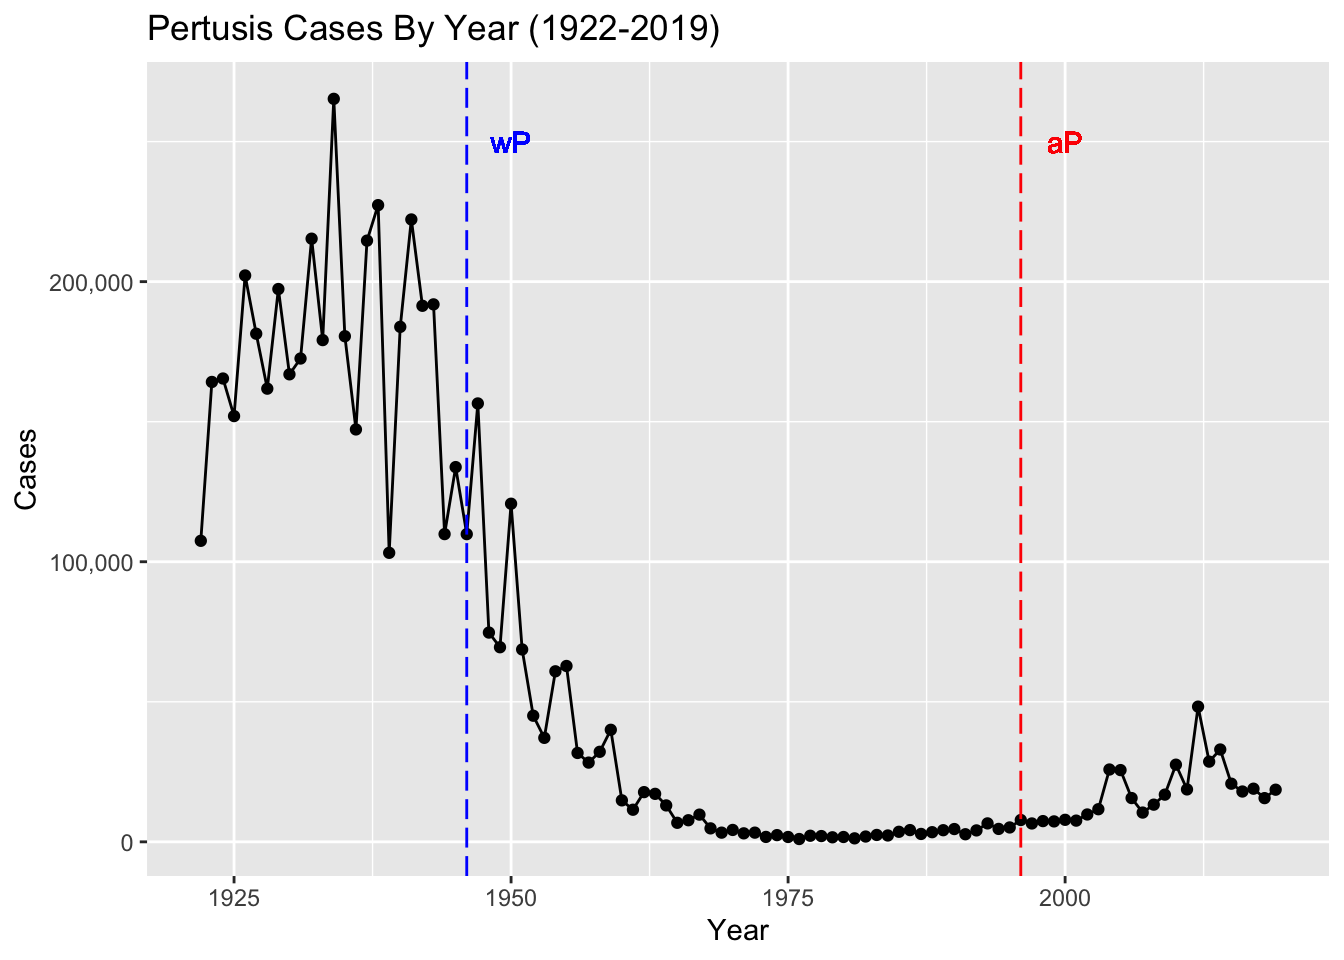 Pertusis Cases By Year (1922-2019)
wP
aP
200,000
100,000
0
Cases
1925
1950
1975
2000
Year